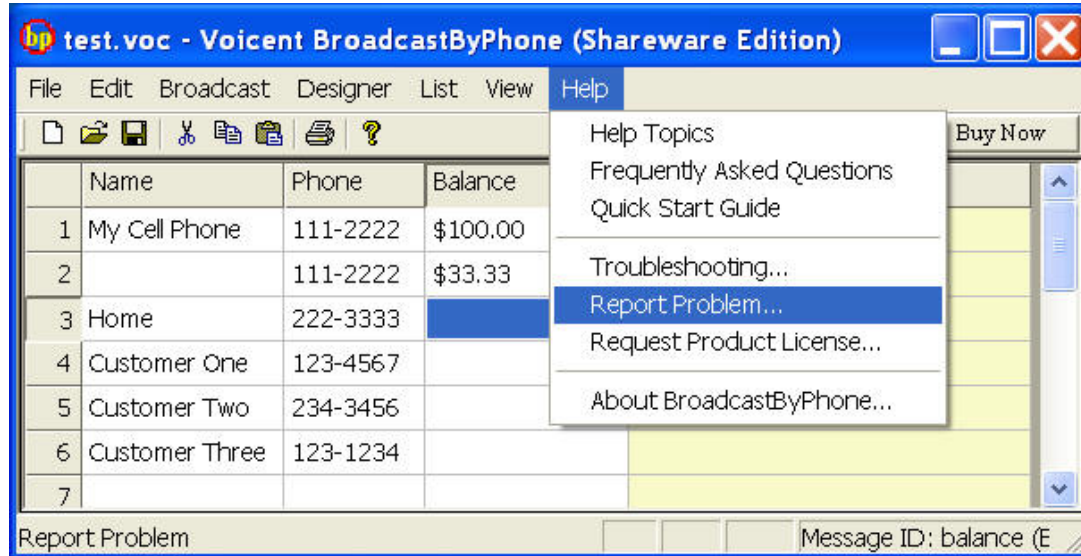 bp test.voc - Voicent BroadcastByPhone (Shareware Edition)
File Edit Broadcast Designer List View Help
Buy Now
Help Topics
Frequently Asked Questions
Quick Start Guide
Troubleshooting...
Report Problem...
Request Product License...
About BroadcastByPhone...
Name Phone Balance
1 My Cell Phone 111-2222 $100.00
2 111-2222 $33.33
3 Home 222-3333
4 Customer One 123-4567
5 Customer Two 234-3456
6 Customer Three 123-1234
7
Report Problem Message ID: balance (E